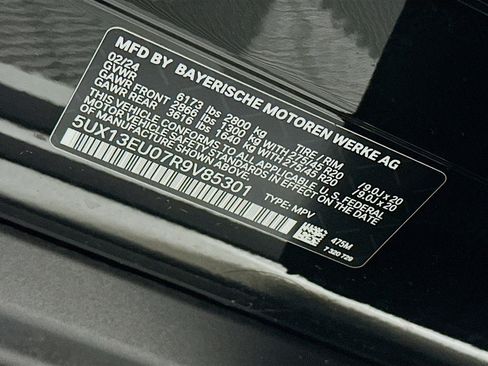 MFD BY BAYERISCHE MOTOREN WERKE AG
02/24
GVWR 6173 lbs 2800 kg TIRE / RIM
GAWR FRONT 2866 lbs 1300 kg WITH 275/45 R20 / 9.0J x 20
GAWR REAR 3616 lbs 1640 kg WITH 275/45 R20 / 9.0J x 20
THIS VEHICLE CONFORMS TO ALL APPLICABLE U.S. FEDERAL
MOTOR VEHICLE SAFETY STANDARDS IN EFFECT ON THE DATE
OF MANUFACTURE SHOWN ABOVE
5UX13EU07R9V85301
TYPE: MPV
475M
7 320 729